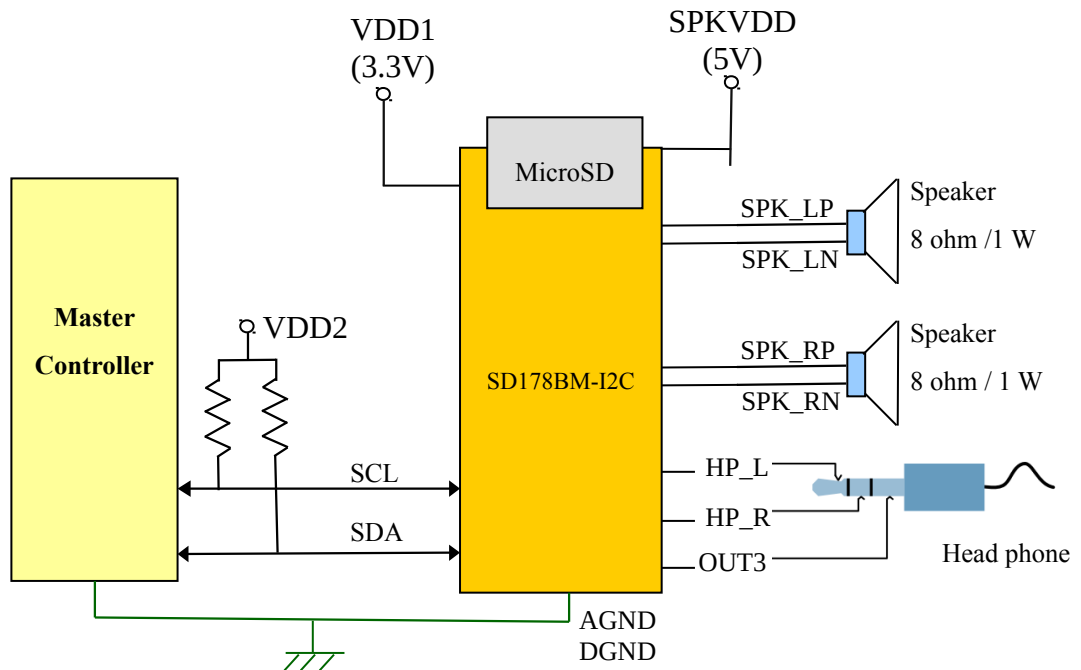 VDD1
(3.3V)
SPKVDD
(5V)
MicroSD
SPK_LP
SPK_LN
Speaker
8 ohm /1 W
Master
Controller
VDD2
SD178BM-I2C
SPK_RP
SPK_RN
Speaker
8 ohm / 1 W
SCL
SDA
HP_L
HP_R
OUT3
Head phone
AGND
DGND